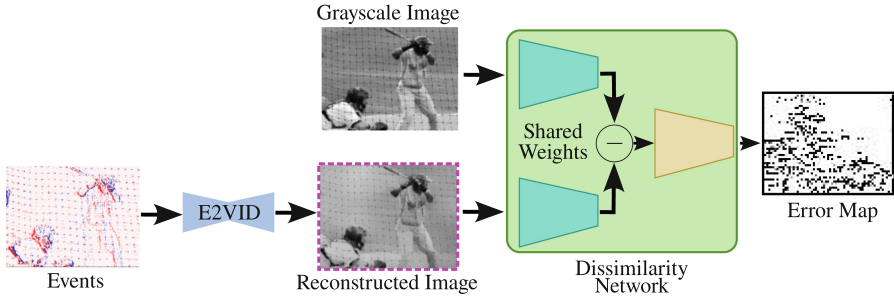 Grayscale Image
Shared
Weights
−
E2VID
Events
Reconstructed Image
Dissimilarity
Network
Error Map